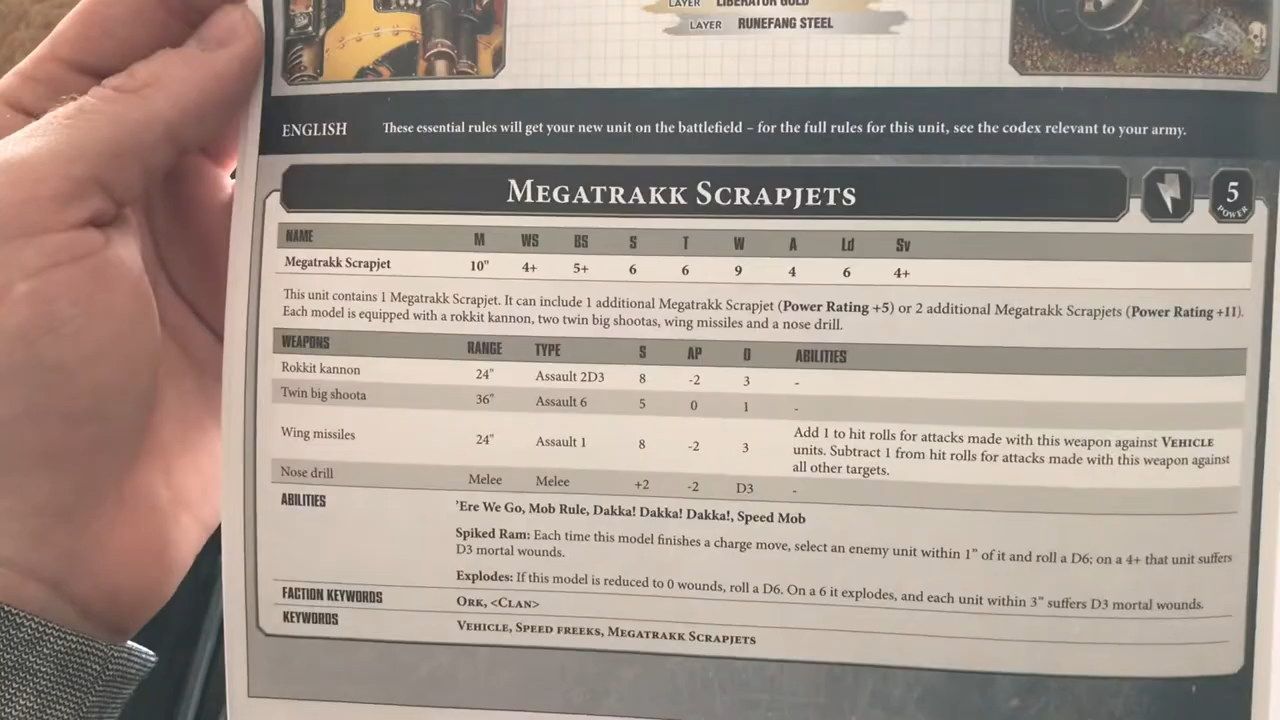 LAYER LIBERATOR GOLD
LAYER RUNEFANG STEEL
ENGLISH These essential rules will get your new unit on the battlefield – for the full rules for this unit, see the codex relevant to your army.
MEGATRAKK SCRAPJETS
5
POWER
NAME M WS BS S T W A Ld Sv
Megatrakk Scrapjet 10" 4+ 5+ 6 6 9 4 6 4+
This unit contains 1 Megatrakk Scrapjet. It can include 1 additional Megatrakk Scrapjet (Power Rating +5) or 2 additional Megatrakk Scrapjets (Power Rating +11).
Each model is equipped with a rokkit kannon, two twin big shootas, wing missiles and a nose drill.
WEAPONS RANGE TYPE S AP D ABILITIES
Rokkit kannon 24" Assault 2D3 8 -2 3 -
Twin big shoota 36" Assault 6 5 0 1 -
Wing missiles 24" Assault 1 8 -2 3 Add 1 to hit rolls for attacks made with this weapon against VEHICLE
units. Subtract 1 from hit rolls for attacks made with this weapon against
all other targets.
Nose drill Melee Melee +2 -2 D3 -
ABILITIES 'Ere We Go, Mob Rule, Dakka! Dakka! Dakka!, Speed Mob
Spiked Ram: Each time this model finishes a charge move, select an enemy unit within 1" of it and roll a D6; on a 4+ that unit suffers
D3 mortal wounds.
Explodes: If this model is reduced to 0 wounds, roll a D6. On a 6 it explodes, and each unit within 3" suffers D3 mortal wounds.
FACTION KEYWORDS ORK, <CLAN>
KEYWORDS VEHICLE, SPEED FREEKS, MEGATRAKK SCRAPJETS